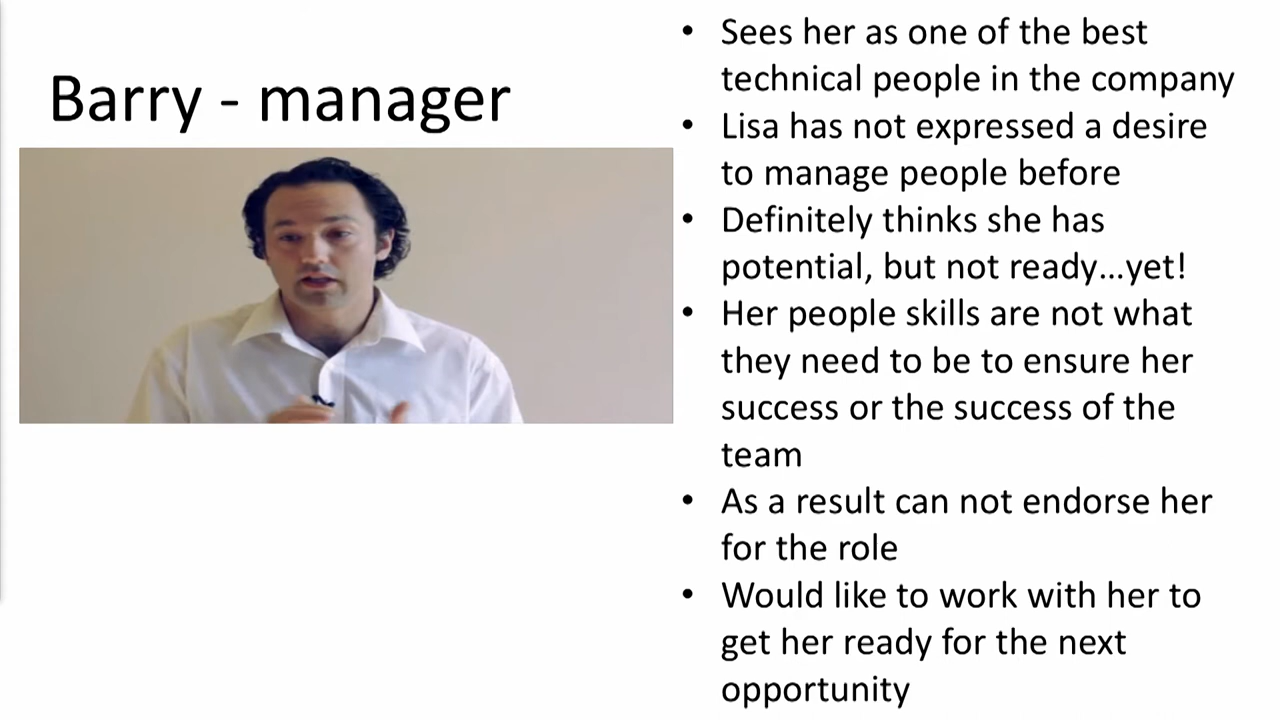 Barry - manager
• Sees her as one of the best
technical people in the company
• Lisa has not expressed a desire
to manage people before
• Definitely thinks she has
potential, but not ready...yet!
• Her people skills are not what
they need to be to ensure her
success or the success of the
team
• As a result can not endorse her
for the role
• Would like to work with her to
get her ready for the next
opportunity